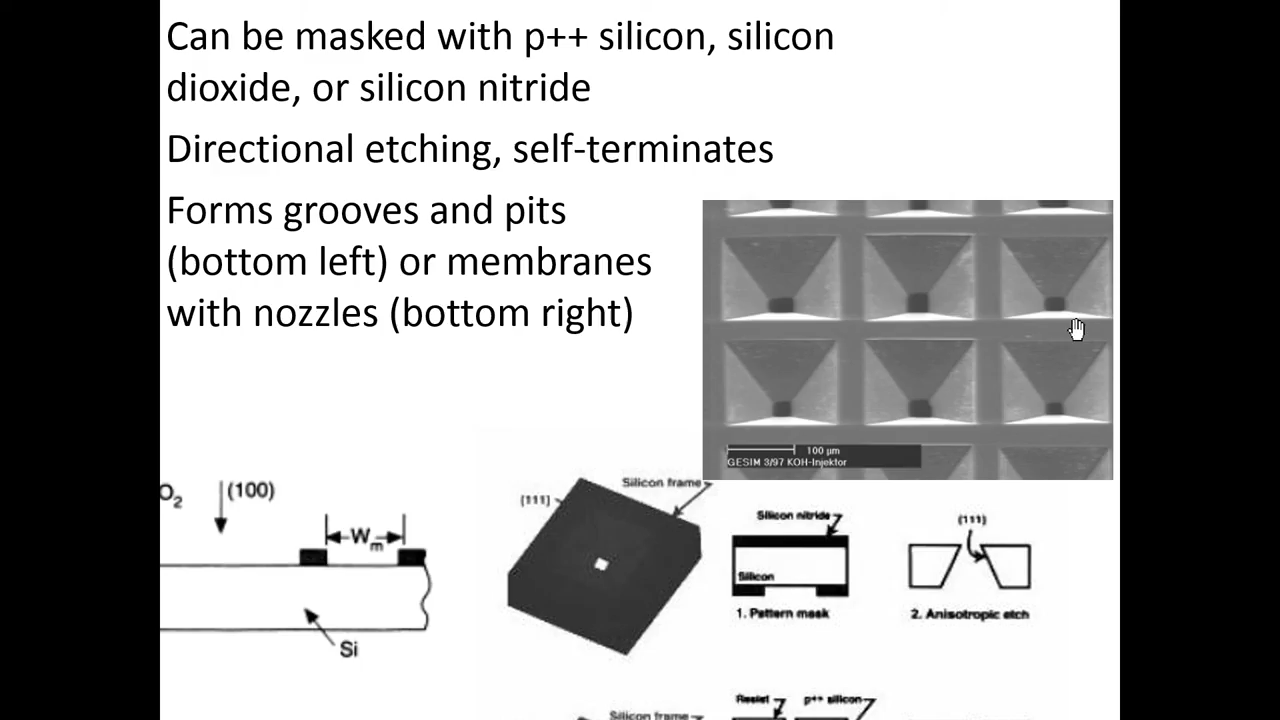 Can be masked with p++ silicon, silicon
dioxide, or silicon nitride
Directional etching, self-terminates
Forms grooves and pits
(bottom left) or membranes
with nozzles (bottom right)
100 µm
GESIM 3/97 KOH-Injektor
O2
(100)
Wm
Si
(111)
Silicon frame
Silicon nitride
Silicon
1. Pattern mask
(111)
2. Anisotropic etch
Silicon frame
Resist
p++ silicon